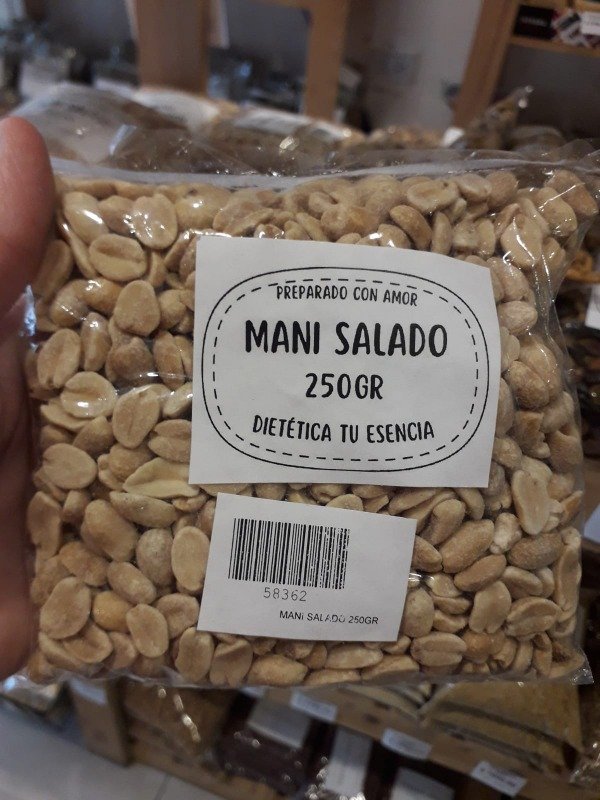 PREPARADO CON AMOR
MANI SALADO
250GR
DIETÉTICA TU ESENCIA
58362
MANI SALADO 250GR